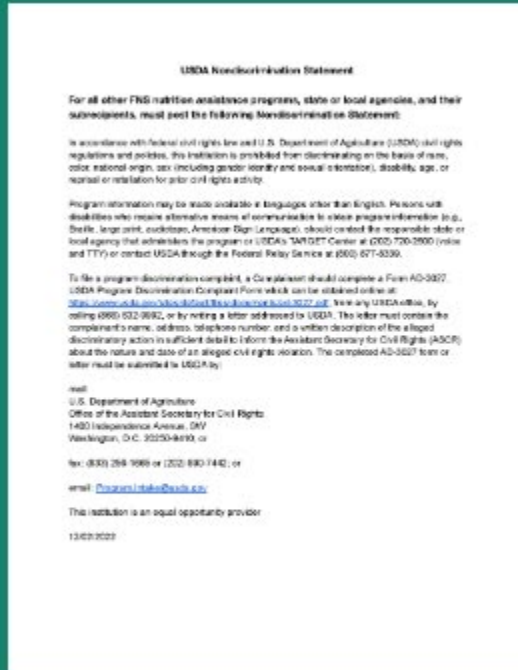 USDA Nondiscrimination Statement
For all other FNS nutrition assistance programs, state or local agencies, and their
subrecipients, must post the following Nondiscrimination Statement:
In accordance with federal civil rights law and U.S. Department of Agriculture (USDA) civil rights
regulations and policies, this institution is prohibited from discriminating on the basis of race,
color, national origin, sex (including gender identity and sexual orientation), disability, age, or
reprisal or retaliation for prior civil rights activity.
Program information may be made available in languages other than English. Persons with
disabilities who require alternative means of communication to obtain program information (e.g.,
Braille, large print, audiotape, American Sign Language), should contact the responsible state or
local agency that administers the program or USDA's TARGET Center at (202) 720-2600 (voice
and TTY) or contact USDA through the Federal Relay Service at (800) 877-8339.
To file a program discrimination complaint, a Complainant should complete a Form AD-3027,
USDA Program Discrimination Complaint Form which can be obtained online at:
from any USDA office, by
calling (866) 632-9992, or by writing a letter addressed to USDA. The letter must contain the
complainant's name, address, telephone number, and a written description of the alleged
discriminatory action in sufficient detail to inform the Assistant Secretary for Civil Rights (ASCR)
about the nature and date of an alleged civil rights violation. The completed AD-3027 form or
letter must be submitted to USDA by:
mail:
U.S. Department of Agriculture
Office of the Assistant Secretary for Civil Rights
1400 Independence Avenue, SW
Washington, D.C. 20250-9410; or
fax: (833) 256-1665 or (202) 690-7442; or
email: Program.Intake@usda.gov
This institution is an equal opportunity provider